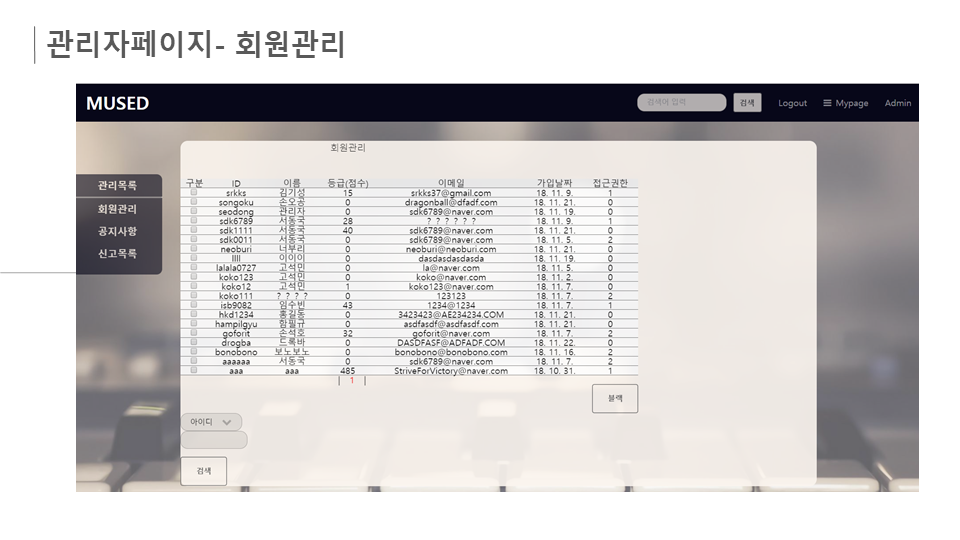 관리자페이지- 회원관리
MUSED
검색어 입력
검색
Logout
Mypage
Admin
관리목록
회원관리
공지사항
신고목록
회원관리
구분 ID 이름 등급(점수) 이메일 가입날짜 접근권한
srkks 김기성 15 srkks37@gmail.com 18. 11. 9. 1
songoku 손오공 0 dragonball@dfadf.com 18. 11. 21. 0
seodong 관리자 0 sdk6789@naver.com 18. 11. 19. 0
sdk6789 서동국 28 ? ? ? ? ? ? 18. 11. 9. 1
sdk1111 서동국 40 sdk6789@naver.com 18. 11. 21. 0
sdk0011 서동국 0 sdk6789@naver.com 18. 11. 5. 2
neoburi 너부리 0 neoburi@neoburi.com 18. 11. 21. 0
llll 이이이 0 dasdasdasdasda 18. 11. 19. 0
lalala0727 고석민 0 la@naver.com 18. 11. 5. 0
koko123 고석민 0 koko@naver.com 18. 11. 2. 0
koko12 고석민 1 koko123@naver.com 18. 11. 7. 0
koko111 ? ? ? ? 0 123123 18. 11. 7. 2
isb9082 임수빈 43 1234@1234 18. 11. 7. 1
hkd1234 홍길동 0 3423423@AE234234.COM 18. 11. 21. 0
hampilgyu 함필규 0 asdfasdf@asdfasdf.com 18. 11. 21. 0
goforit 손석호 32 goforit@naver.com 18. 11. 7. 2
drogba 드록바 0 DASDFASF@ADFADF.COM 18. 11. 22. 0
bonobono 보노보노 0 bonobono@bonobono.com 18. 11. 16. 2
aaaaaa 서동국 0 sdk6789@naver.com 18. 11. 7. 2
aaa aaa 485 StriveForVictory@naver.com 18. 10. 31. 1
| 1 |
블랙
아이디
검색